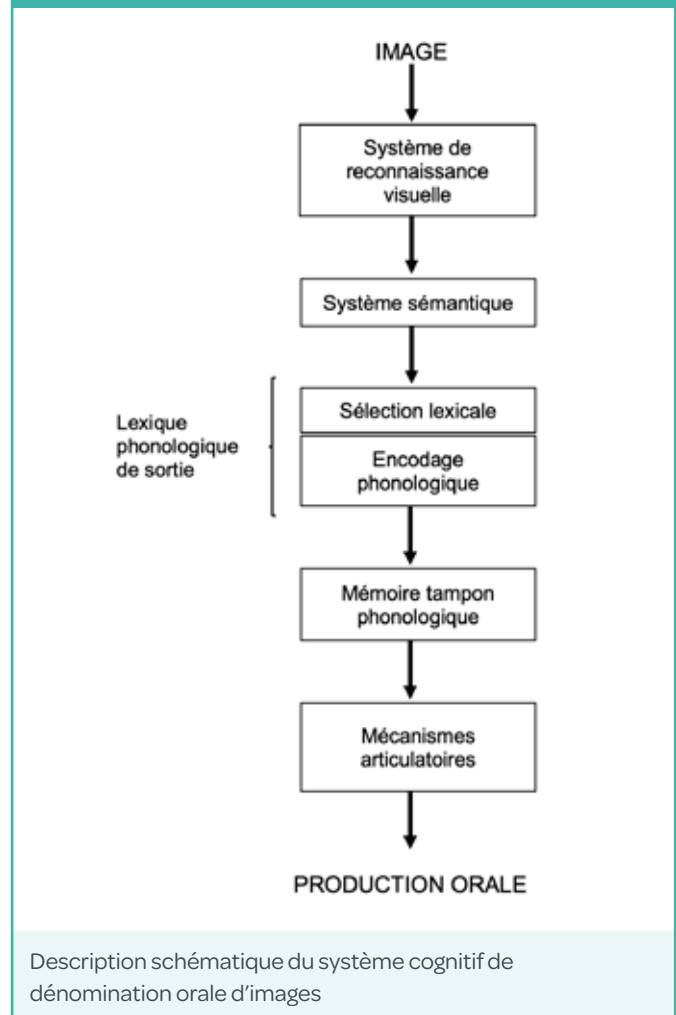 IMAGE
Système de
reconnaissance
visuelle
Système sémantique
Lexique
phonologique
de sortie
Sélection lexicale
Encodage
phonologique
Mémoire tampon
phonologique
Mécanismes
articulatoires
PRODUCTION ORALE
Description schématique du système cognitif de
dénomination orale d'images